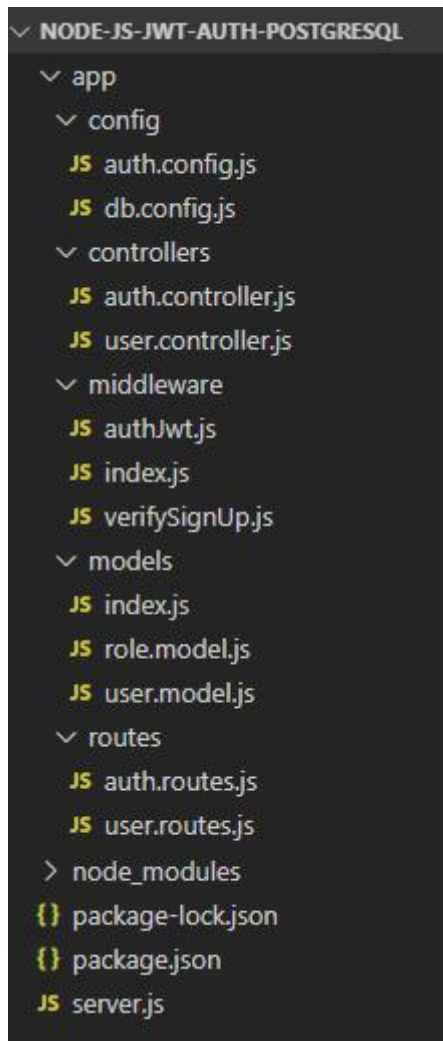 NODE-JS-JWT-AUTH-POSTGRESQL
app
config
JS auth.config.js
JS db.config.js
controllers
JS auth.controller.js
JS user.controller.js
middleware
JS authJwt.js
JS index.js
JS verifySignUp.js
models
JS index.js
JS role.model.js
JS user.model.js
routes
JS auth.routes.js
JS user.routes.js
node_modules
{} package-lock.json
{} package.json
JS server.js